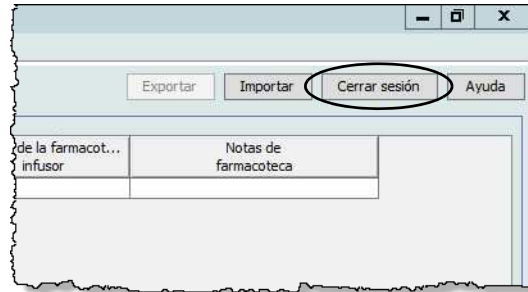 Exportar Importar Cerrar sesión Ayuda
de la farmacot... Notas de
infusor farmacoteca